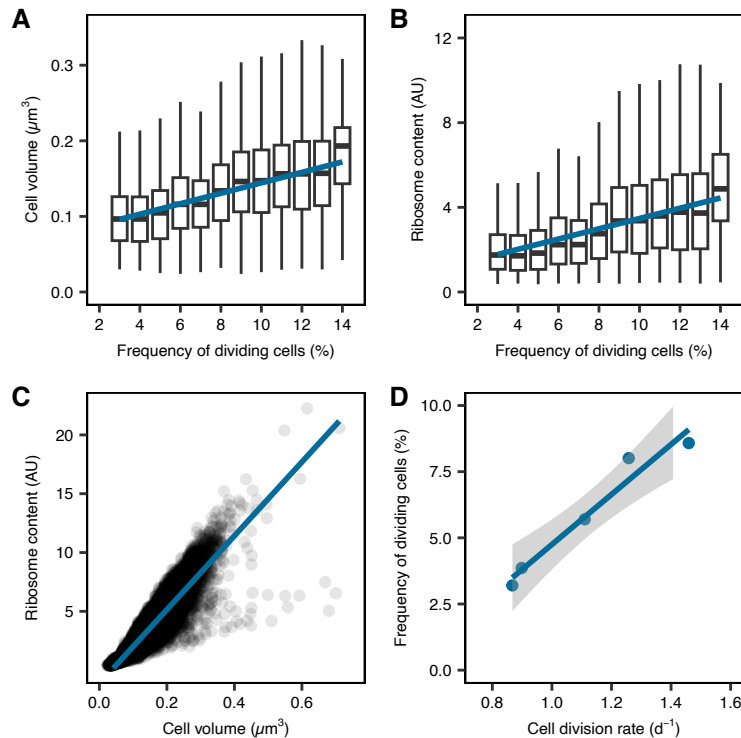 A
Cell volume (µm³)
0.3
0.2
0.1
0.0
2 4 6 8 10 12 14
Frequency of dividing cells (%)
B
Ribosome content (AU)
12
8
4
0
2 4 6 8 10 12 14
Frequency of dividing cells (%)
C
Ribosome content (AU)
20
15
10
5
0.0 0.2 0.4 0.6
Cell volume (µm³)
D
Frequency of dividing cells (%)
10.0
7.5
5.0
2.5
0.0
0.8 1.0 1.2 1.4 1.6
Cell division rate (d⁻¹)